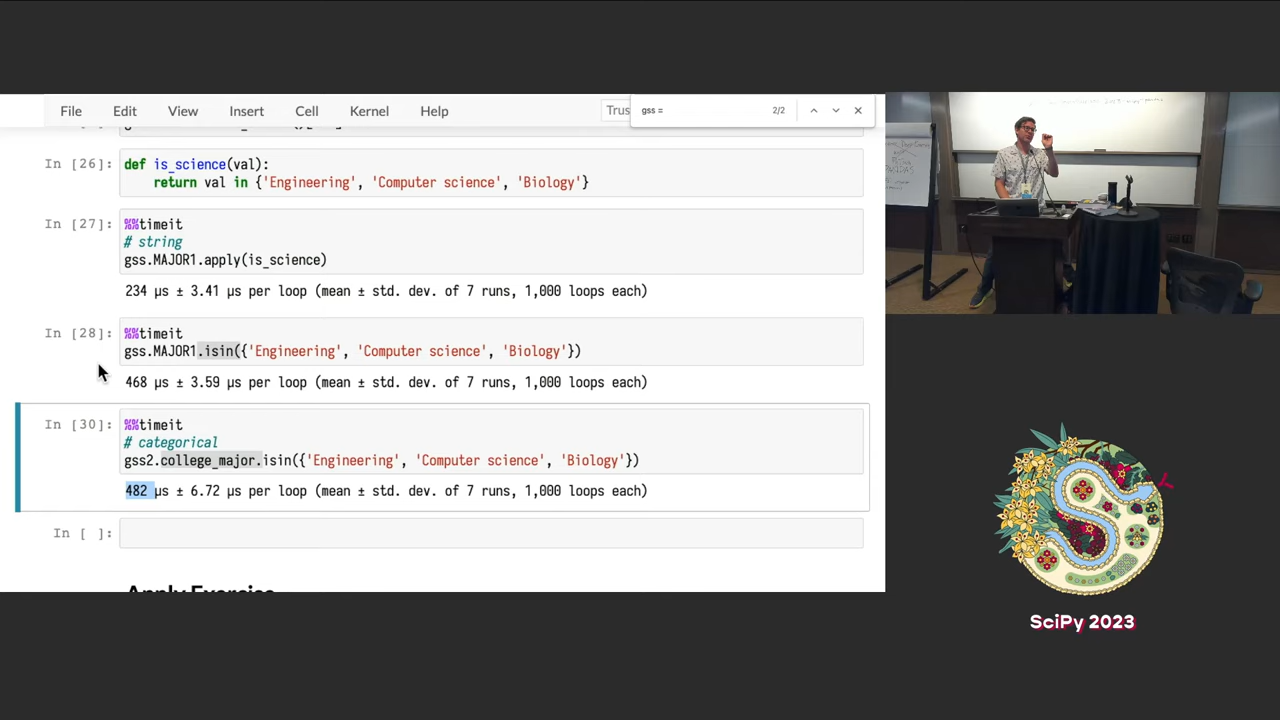 File Edit View Insert Cell Kernel Help Trus gss = 2/2
In [26]: def is_science(val):
return val in {'Engineering', 'Computer science', 'Biology'}
In [27]: %%timeit
# string
gss.MAJOR1.apply(is_science)
234 µs ± 3.41 µs per loop (mean ± std. dev. of 7 runs, 1,000 loops each)
In [28]: %%timeit
gss.MAJOR1.isin({'Engineering', 'Computer science', 'Biology'})
468 µs ± 3.59 µs per loop (mean ± std. dev. of 7 runs, 1,000 loops each)
In [30]: %%timeit
# categorical
gss2.college_major.isin({'Engineering', 'Computer science', 'Biology'})
482 µs ± 6.72 µs per loop (mean ± std. dev. of 7 runs, 1,000 loops each)
In [ ]:
Apply Exercise
SciPy 2023